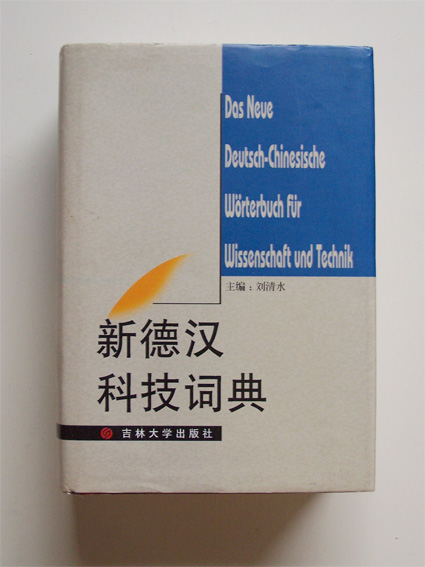 Das Neue
Deutsch-Chinesische
Wörterbuch für
Wissenschaft und Technik
主编：刘清水
新德汉
科技词典
吉林大学出版社